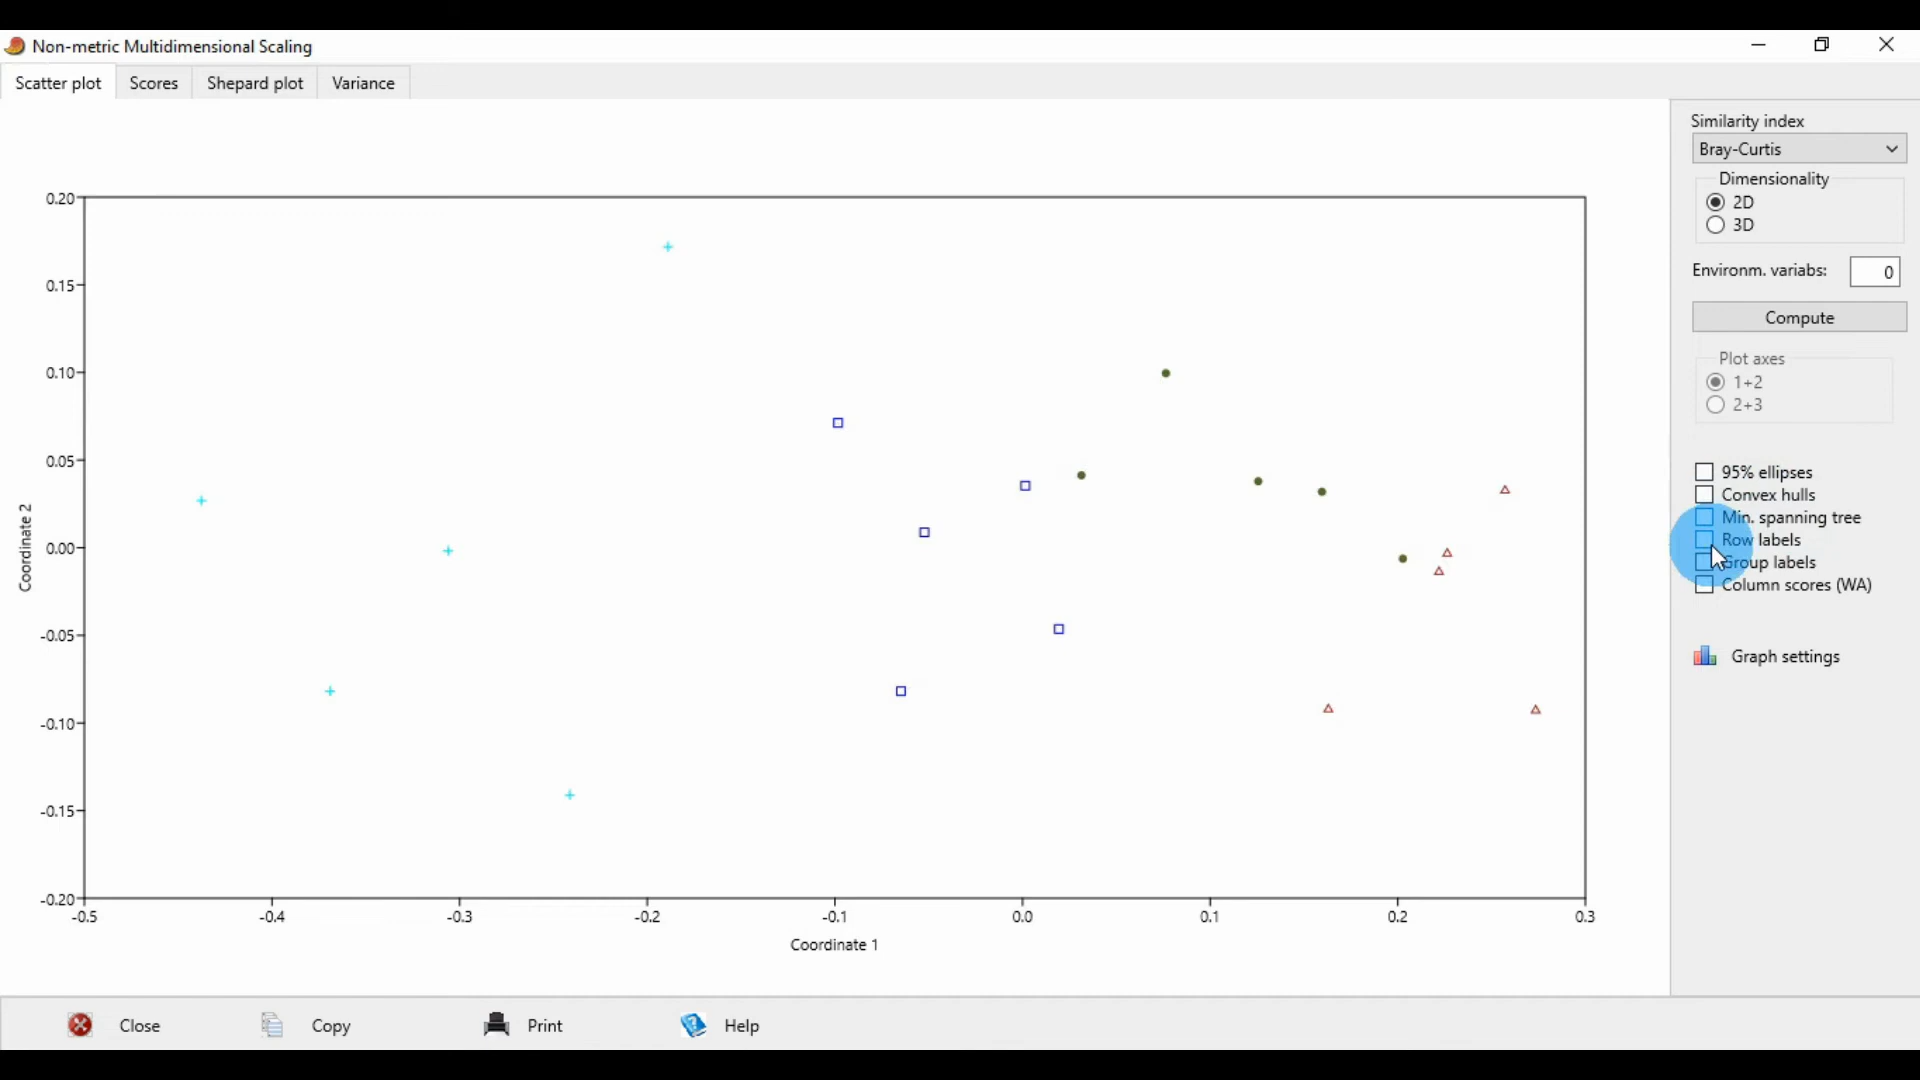 Non-metric Multidimensional Scaling
Scatter plot
Scores
Shepard plot
Variance
Similarity index
Bray-Curtis
Dimensionality
2D
3D
Environm. variabs:
0
Compute
Plot axes
1+2
2+3
95% ellipses
Convex hulls
Min. spanning tree
Row labels
Group labels
Column scores (WA)
Graph settings
0.20
0.15
0.10
0.05
0.00
-0.05
-0.10
-0.15
-0.20
Coordinate 2
-0.5
-0.4
-0.3
-0.2
-0.1
0.0
0.1
0.2
0.3
Coordinate 1
Close
Copy
Print
Help